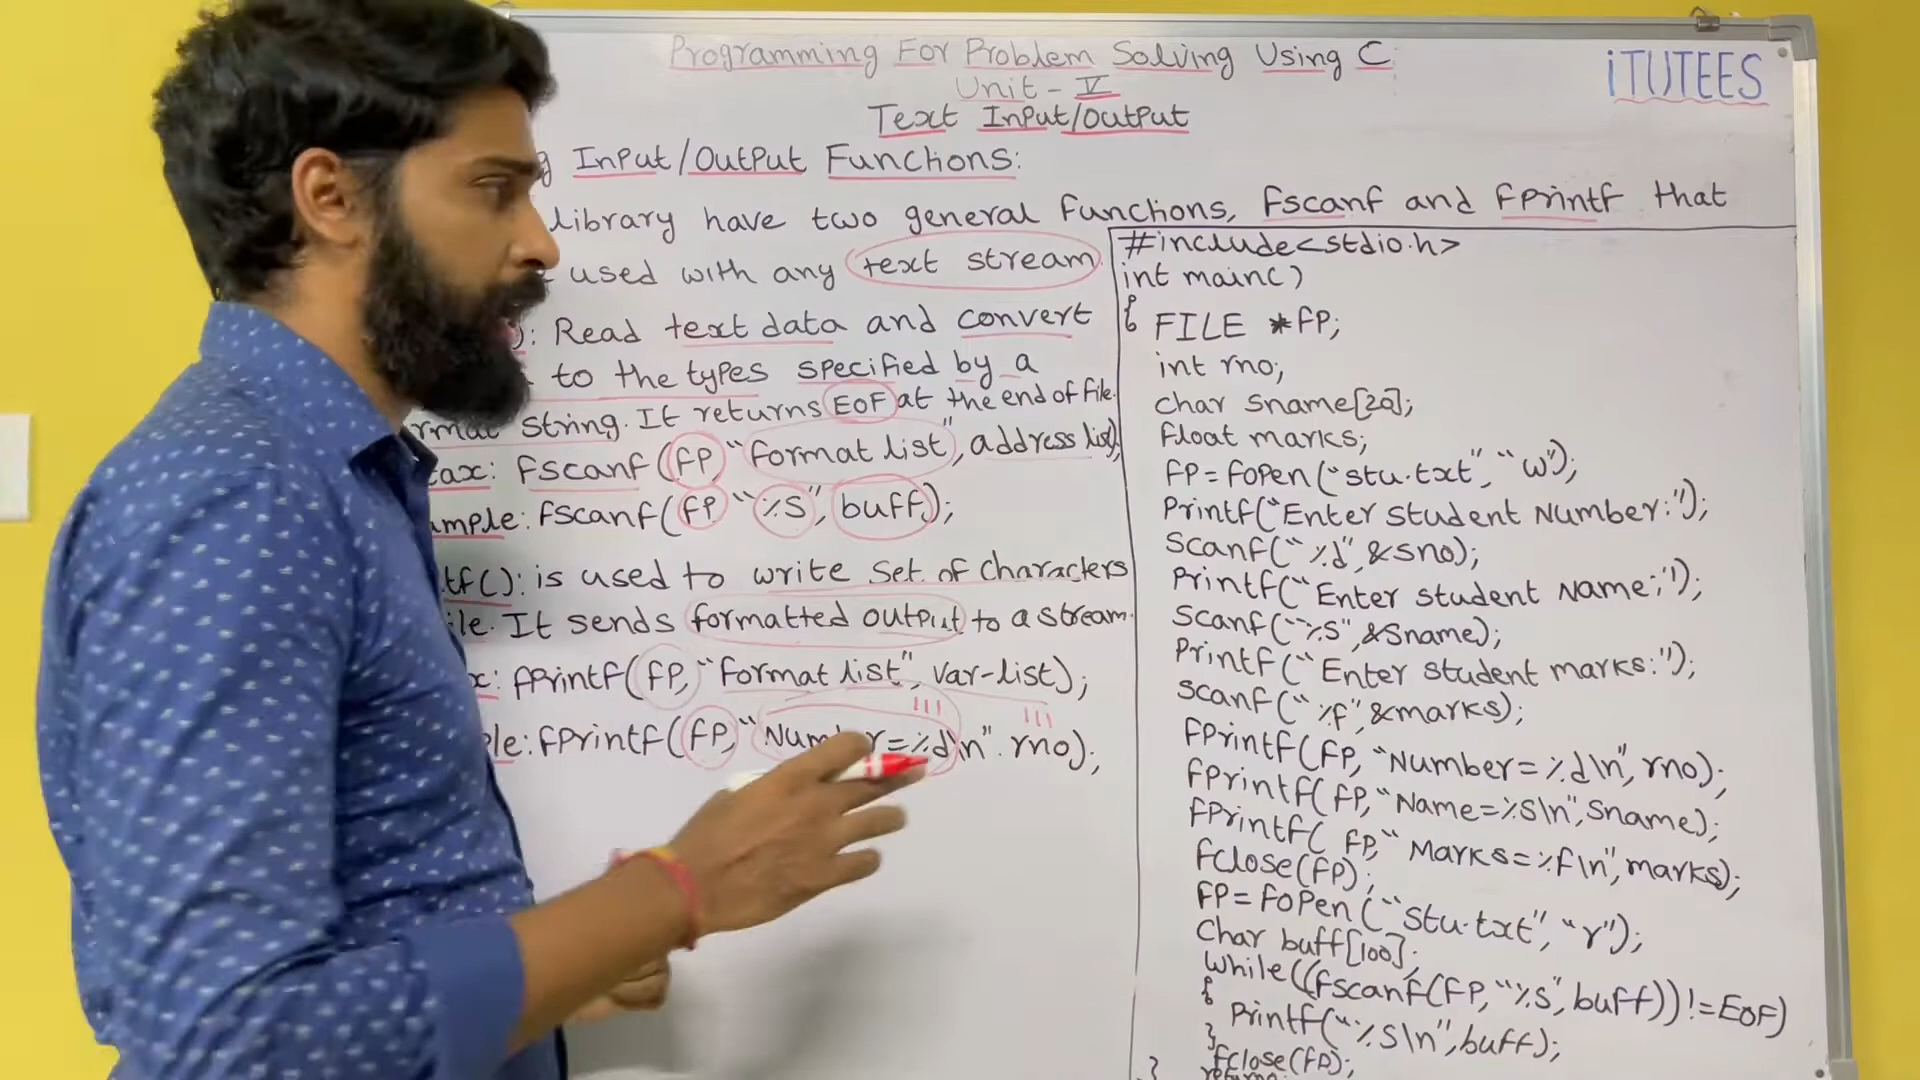 Programming For Problem Solving Using C
iTUTEES
Unit - V
Text Input/Output
g Input/Output Functions:
library have two general functions, fscanf and fprintf that
used with any text stream
: Read text data and convert
to the types specified by a
string. It returns EOF at the end of file.
tax: fscanf(fp, "format list", address list);
ample: fscanf(fp "%s", buff);
tf(): is used to write set of characters
ile. It sends formatted output to a stream.
x: fprintf(fp, "format list", var-list);
le: fprintf(fp, "Number=%d\n". rno);
#include<stdio.h>
int main()
{ FILE *fp;
int rno;
char sname[20];
float marks;
fp=fopen("stu.txt", "w");
printf("Enter student Number:");
scanf("%d",&sno);
printf("Enter student Name:");
scanf("%s",&sname);
printf("Enter student marks:");
scanf("%f",&marks);
fprintf(fp, "Number=%d\n", rno);
fprintf(fp, "Name=%s\n", sname);
fprintf( fp, "Marks=%f\n", marks);
fclose(fp);
fp=fopen("stu.txt", "r");
char buff[100];
while((fscanf(fp, "%s", buff))!=EOF)
{
printf("%s\n", buff);
}
fclose(fp);
}